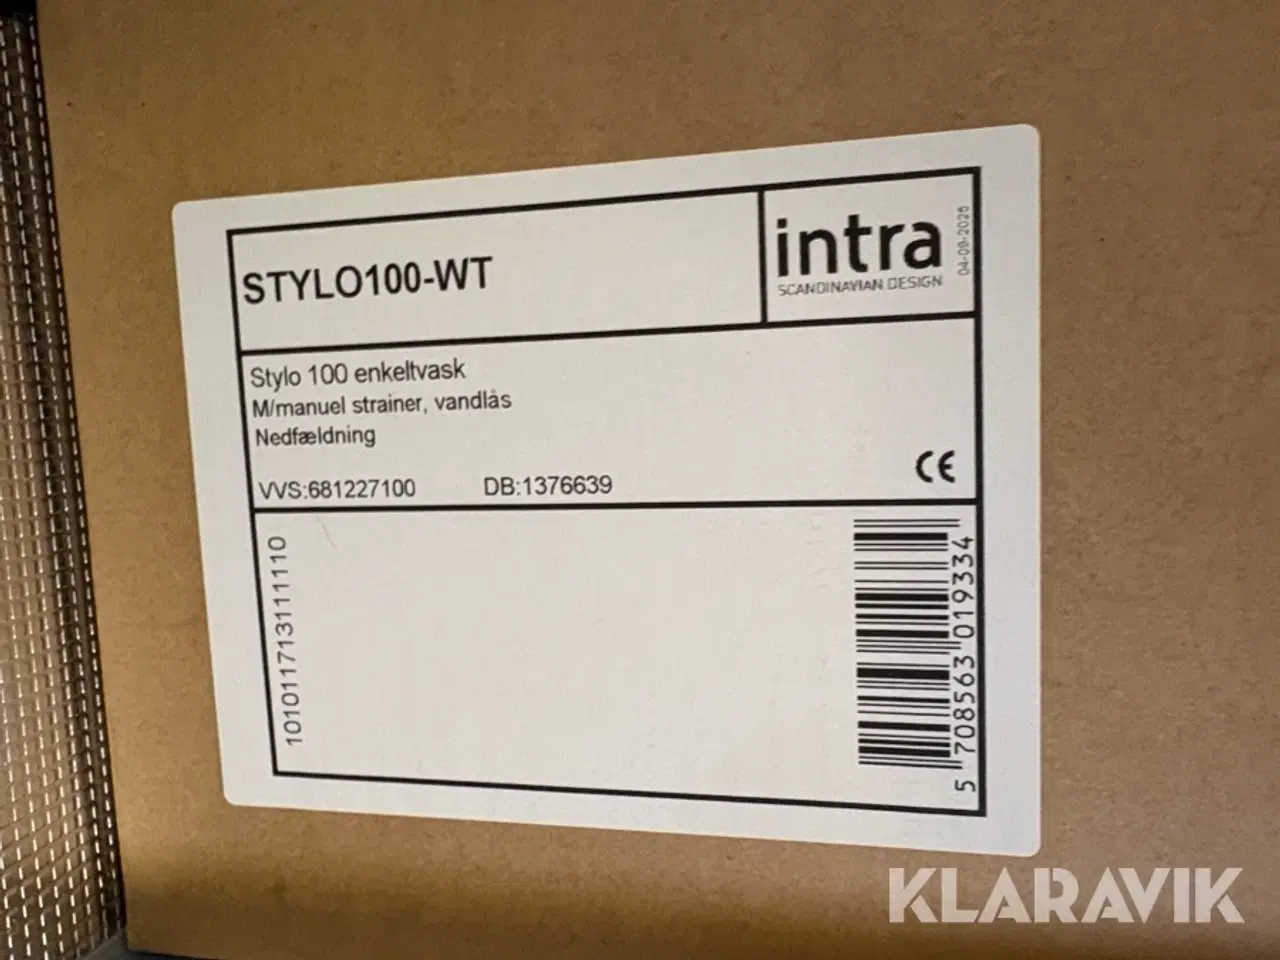 STYLO100-WT
intra
SCANDINAVIAN DESIGN
04-09-2025
Stylo 100 enkeltvask
M/manuel strainer, vandlås
Nedfældning
VVS:681227100 DB:1376639
CE
1010117131111110
5 708563 019334
KLARAVIK